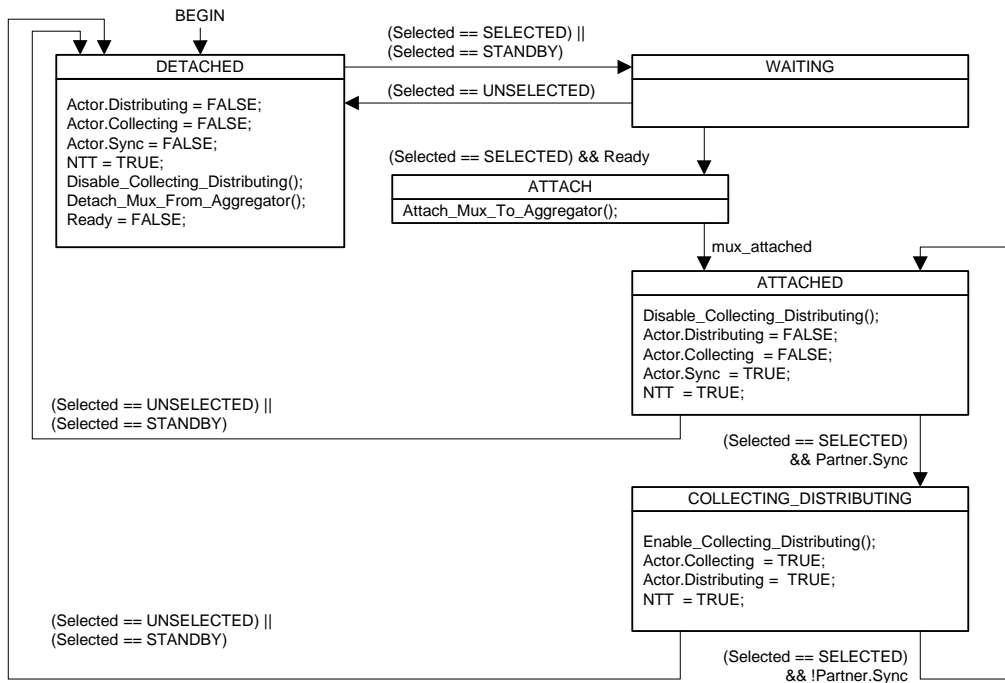 BEGIN
(Selected == SELECTED) ||
(Selected == STANDBY)
DETACHED
Actor.Distributing = FALSE;
Actor.Collecting = FALSE;
Actor.Sync = FALSE;
NTT = TRUE;
Disable_Collecting_Distributing();
Detach_Mux_From_Aggregator();
Ready = FALSE;
WAITING
(Selected == UNSELECTED)
(Selected == SELECTED) && Ready
ATTACH
Attach_Mux_To_Aggregator();
mux_attached
ATTACHED
Disable_Collecting_Distributing();
Actor.Distributing = FALSE;
Actor.Collecting = FALSE;
Actor.Sync = TRUE;
NTT = TRUE;
(Selected == UNSELECTED) ||
(Selected == STANDBY)
(Selected == SELECTED)
&& Partner.Sync
COLLECTING_DISTRIBUTING
Enable_Collecting_Distributing();
Actor.Collecting = TRUE;
Actor.Distributing = TRUE;
NTT = TRUE;
(Selected == UNSELECTED) ||
(Selected == STANDBY)
(Selected == SELECTED)
&& !Partner.Sync